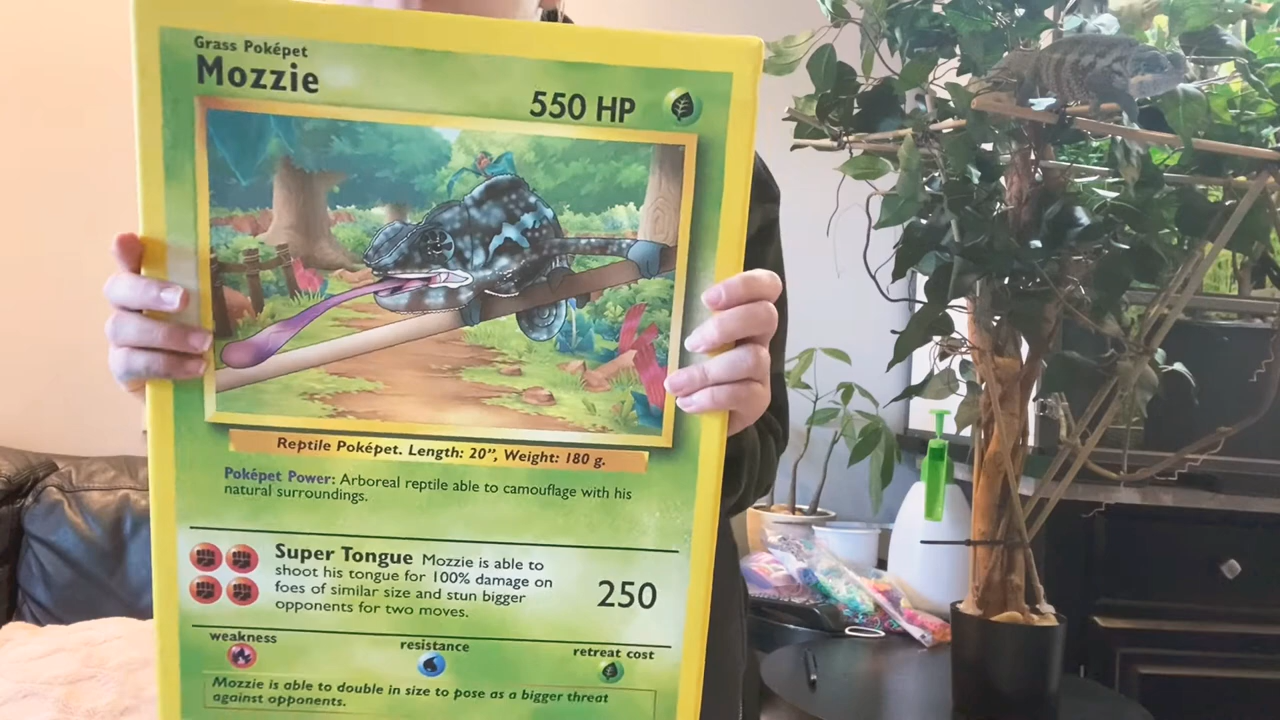 Grass Poképet
Mozzie
550 HP
Reptile Poképet. Length: 20”, Weight: 180 g.
Poképet Power: Arboreal reptile able to camouflage with his
natural surroundings.
Super Tongue Mozzie is able to
shoot his tongue for 100% damage on
foes of similar size and stun bigger
opponents for two moves.
250
weakness
resistance
retreat cost
Mozzie is able to double in size to pose as a bigger threat
against opponents.